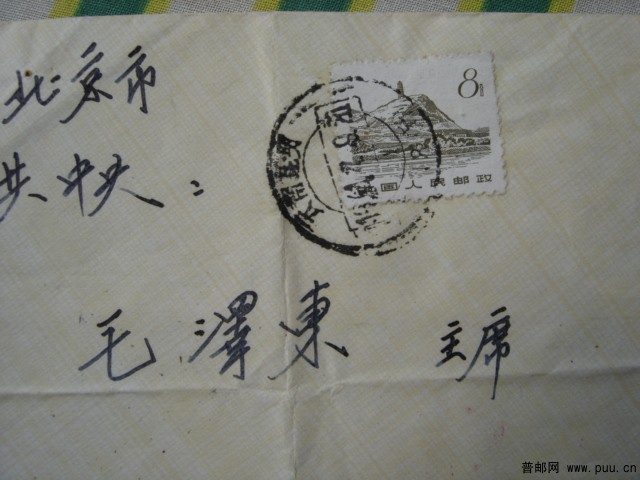 北京市
共中央：
毛澤東 主席
8
中国人民邮政
普邮网 www.puu.cn